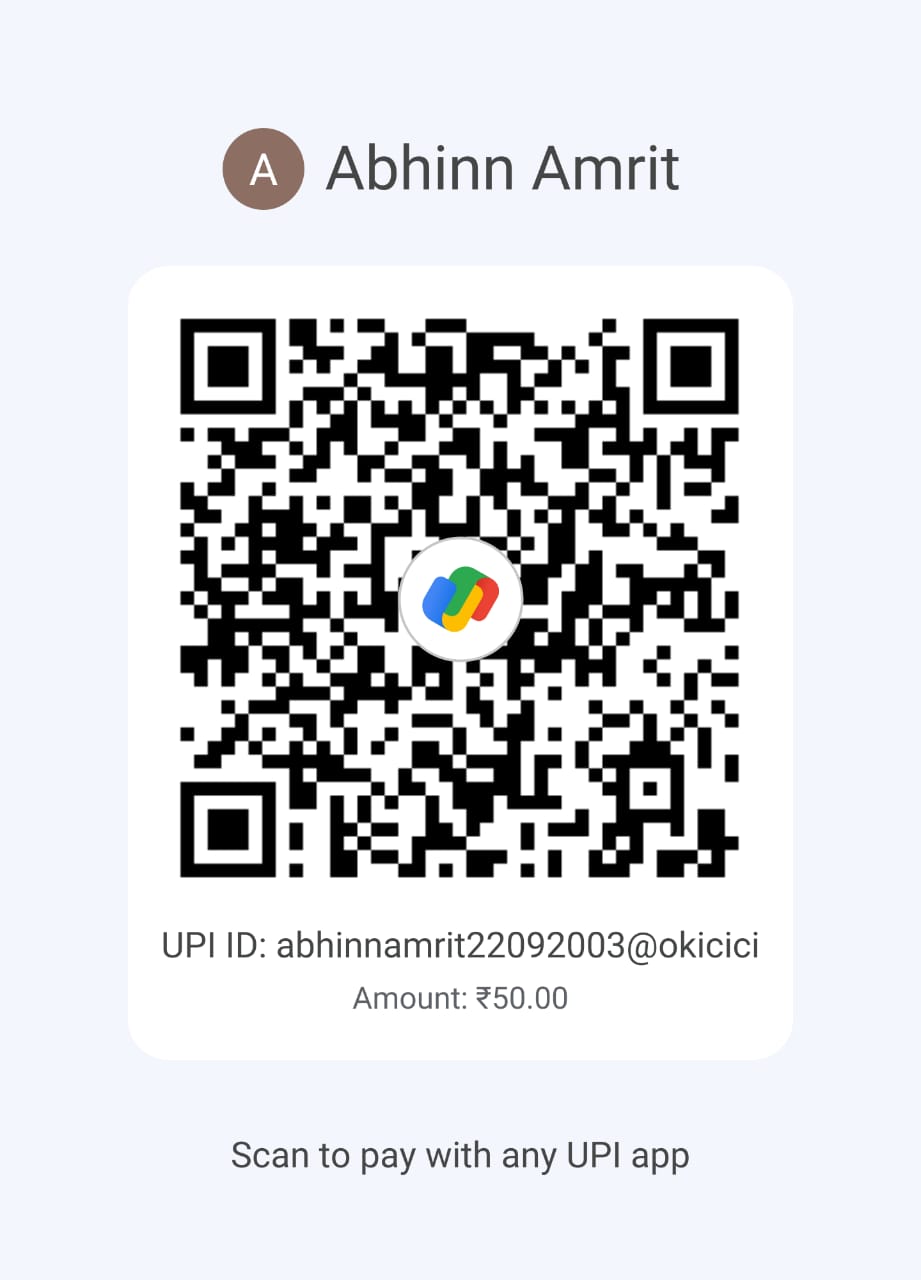 A Abhinn Amrit
UPI ID: abhinnamrit22092003@okicici
Amount: ₹50.00
Scan to pay with any UPI app